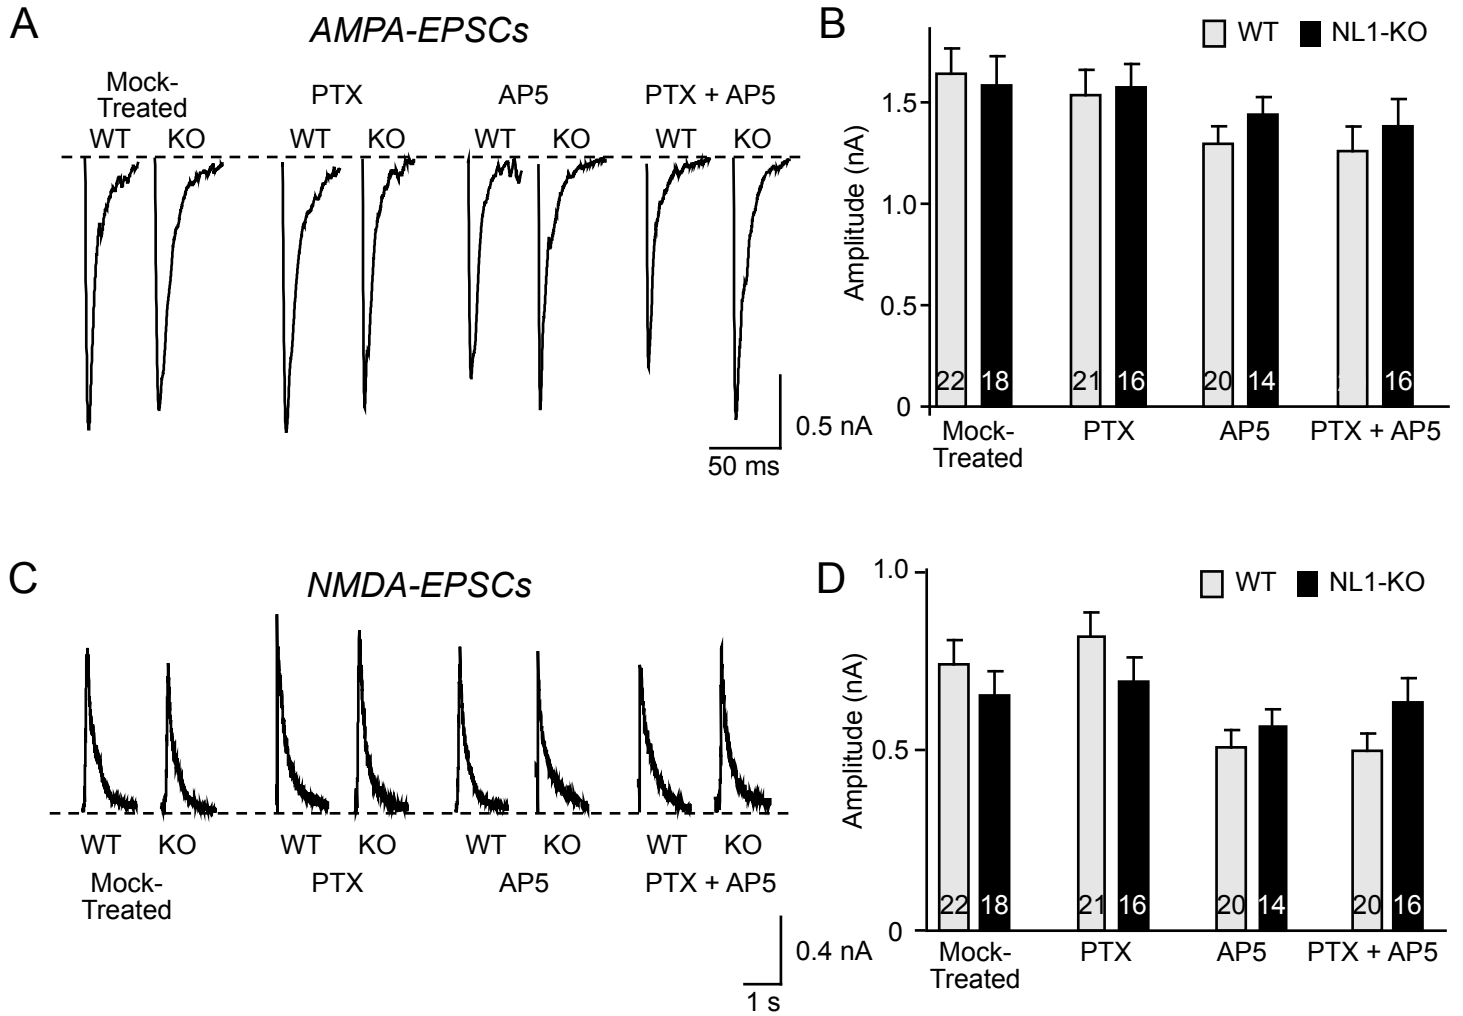 A
AMPA-EPSCs
Mock-
Treated
PTX
AP5
PTX + AP5
WT KO
WT KO
WT KO
WT KO
0.5 nA
50 ms
B
WT NL1-KO
Amplitude (nA)
1.5
1.0
0.5
0
22 18 21 16 20 14 16
Mock-
Treated
PTX
AP5
PTX + AP5
C
NMDA-EPSCs
WT KO
WT KO
WT KO
WT KO
Mock-
Treated
PTX
AP5
PTX + AP5
0.4 nA
1 s
D
WT NL1-KO
Amplitude (nA)
1.0
0.5
0
22 18 21 16 20 14 20 16
Mock-
Treated
PTX
AP5
PTX + AP5